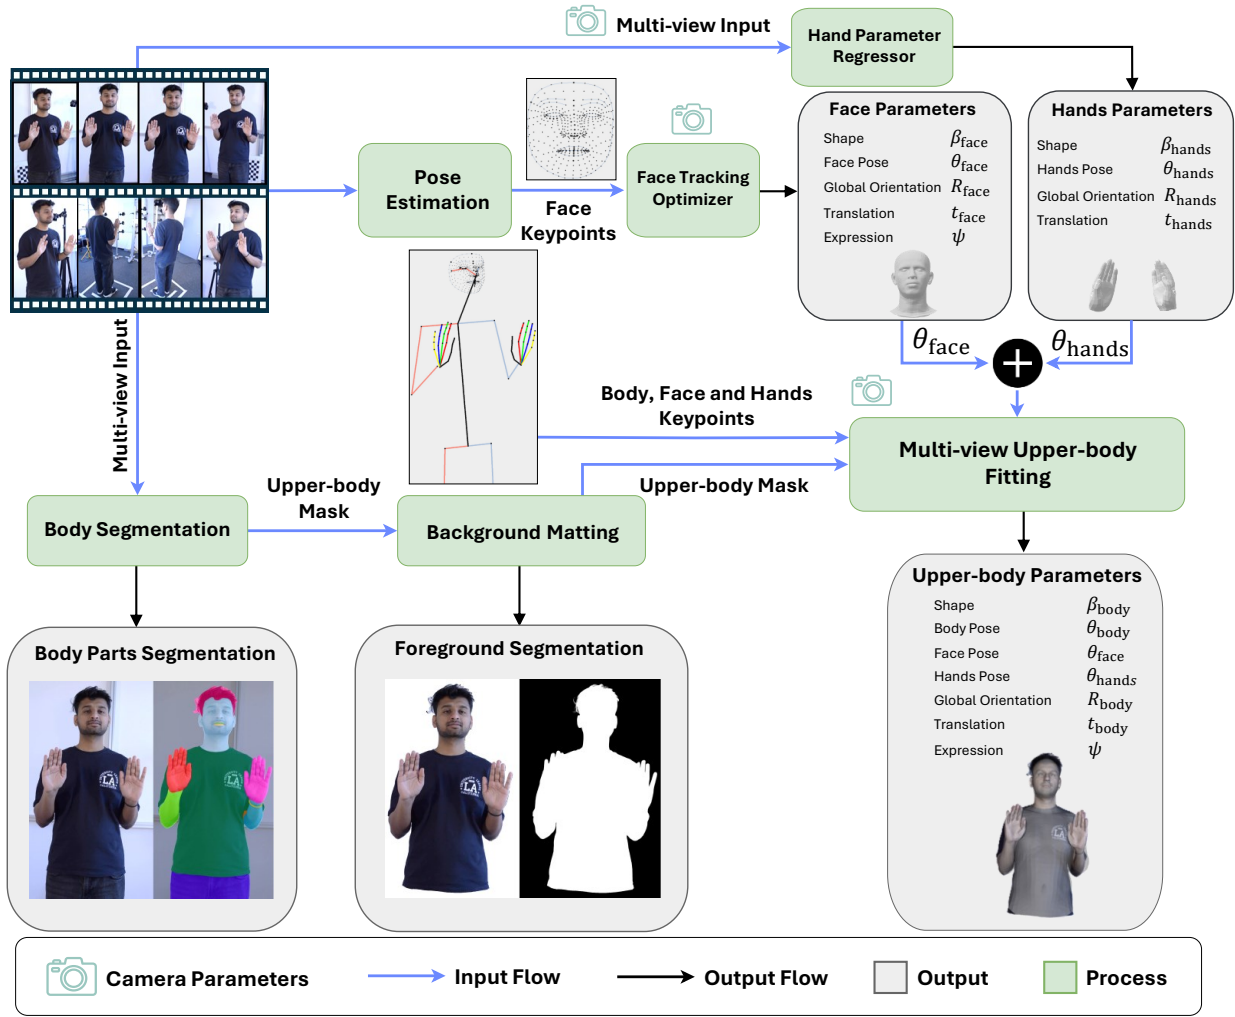 Multi-view Input
Hand Parameter
Regressor
Pose
Estimation
Face
Keypoints
Face Tracking
Optimizer
Face Parameters
Shape β_face
Face Pose θ_face
Global Orientation R_face
Translation t_face
Expression ψ
Hands Parameters
Shape β_hands
Hands Pose θ_hands
Global Orientation R_hands
Translation t_hands
θ_face
θ_hands
+
Multi-view Input
Body, Face and Hands
Keypoints
Multi-view Upper-body
Fitting
Upper-body
Mask
Upper-body Mask
Body Segmentation
Background Matting
Upper-body Parameters
Shape β_body
Body Pose θ_body
Face Pose θ_face
Hands Pose θ_hands
Global Orientation R_body
Translation t_body
Expression ψ
Body Parts Segmentation
LA
Foreground Segmentation
LA
Camera Parameters
Input Flow
Output Flow
Output
Process